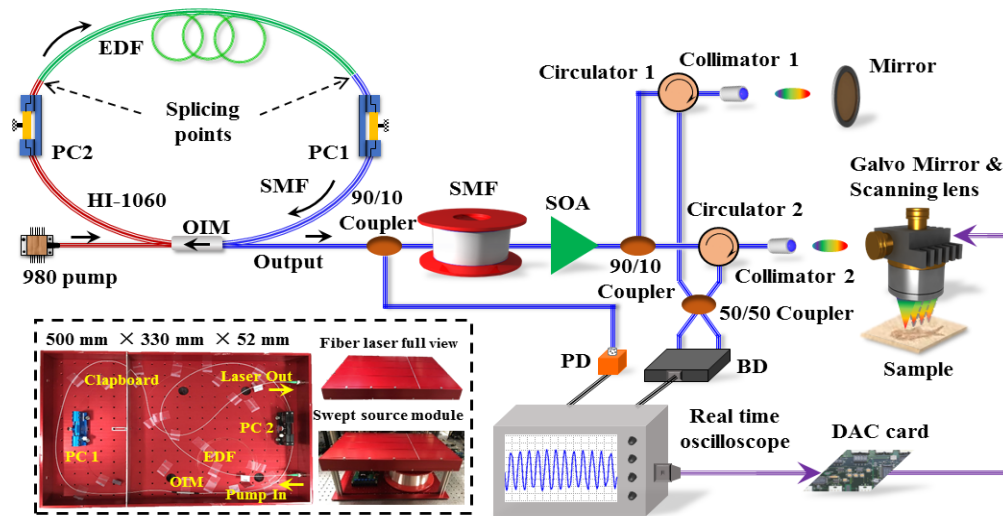 EDF
Splicing
points
PC2
PC1
HI-1060
SMF
OIM
980 pump
Output
90/10
Coupler
SMF
SOA
90/10
Coupler
Circulator 1
Collimator 1
Mirror
Circulator 2
Collimator 2
50/50 Coupler
Galvo Mirror &
Scanning lens
Sample
PD
BD
Real time
oscilloscope
DAC card
500 mm × 330 mm × 52 mm
Clapboard
Laser Out
PC 1
PC 2
EDF
OIM
Pump In
Fiber laser full view
Swept source module